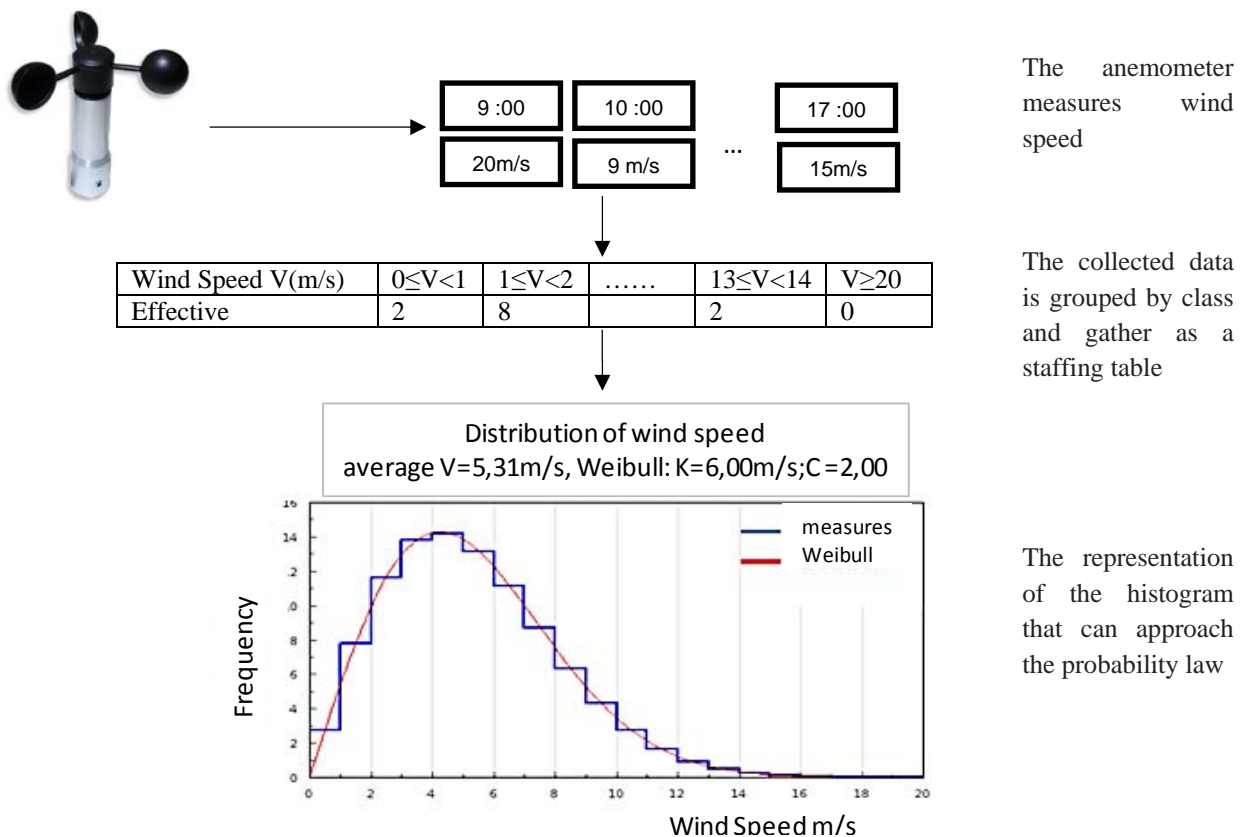 The anemometer
measures wind
speed
9 :00 10 :00 17 :00
20m/s 9 m/s ... 15m/s
Wind Speed V(m/s) 0≤V<1 1≤V<2 ...... 13≤V<14 V≥20
Effective 2 8 2 0
The collected data
is grouped by class
and gather as a
staffing table
Distribution of wind speed
average V=5,31m/s, Weibull: K=6,00m/s;C=2,00
16
14
.2
.0
8
6
4
2
0
Frequency
measures
Weibull
0 2 4 6 8 10 12 14 16 18 20
Wind Speed m/s
The representation
of the histogram
that can approach
the probability law